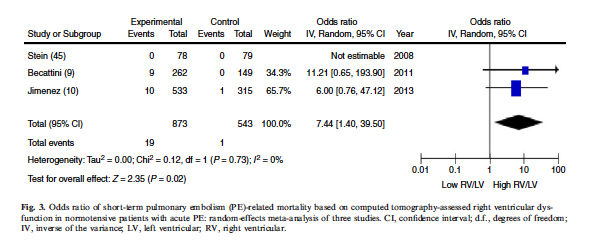 Experimental Control Odds ratio Odds ratio
Study or Subgroup Events Total Events Total Weight IV, Random, 95% CI Year IV, Random, 95% CI
Stein (45) 0 78 0 79 Not estimable 2008
Becattini (9) 9 262 0 149 34.3% 11.21 [0.65, 193.90] 2011
Jimenez (10) 10 533 1 315 65.7% 6.00 [0.76, 47.12] 2013
Total (95% CI) 873 543 100.0% 7.44 [1.40, 39.50]
Total events 19 1
Heterogeneity: Tau² = 0.00; Chi² = 0.12, df = 1 (P = 0.73); I² = 0%
Test for overall effect: Z = 2.35 (P = 0.02)
0.01 0.1 1 10 100
Low RV/LV High RV/LV
Fig. 3. Odds ratio of short-term pulmonary embolism (PE)-related mortality based on computed tomography-assessed right ventricular dys-
function in normotensive patients with acute PE: random-effects meta-analysis of three studies. CI, confidence interval; d.f., degrees of freedom;
IV, inverse of the variance; LV, left ventricular; RV, right ventricular.